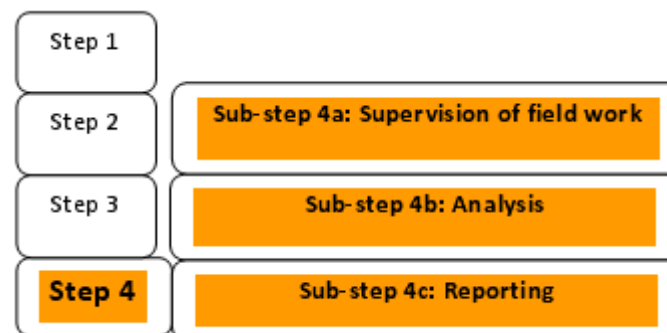 Step 1
Step 2
Sub-step 4a: Supervision of field work
Step 3
Sub-step 4b: Analysis
Step 4
Sub-step 4c: Reporting